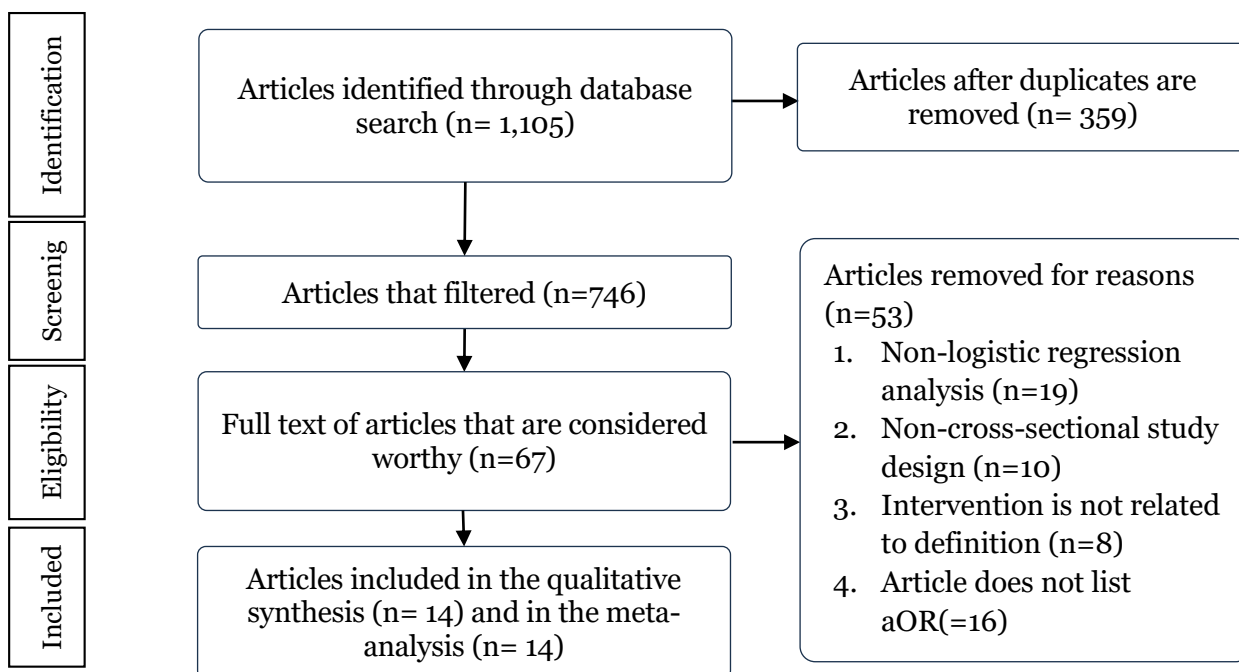 Identification
Articles identified through database
search (n= 1,105)
Articles after duplicates are
removed (n= 359)
Screenig
Articles that filtered (n=746)
Eligibility
Full text of articles that are considered
worthy (n=67)
Articles removed for reasons
(n=53)
1. Non-logistic regression
analysis (n=19)
2. Non-cross-sectional study
design (n=10)
3. Intervention is not related
to definition (n=8)
4. Article does not list
aOR(=16)
Included
Articles included in the qualitative
synthesis (n= 14) and in the meta-
analysis (n= 14)